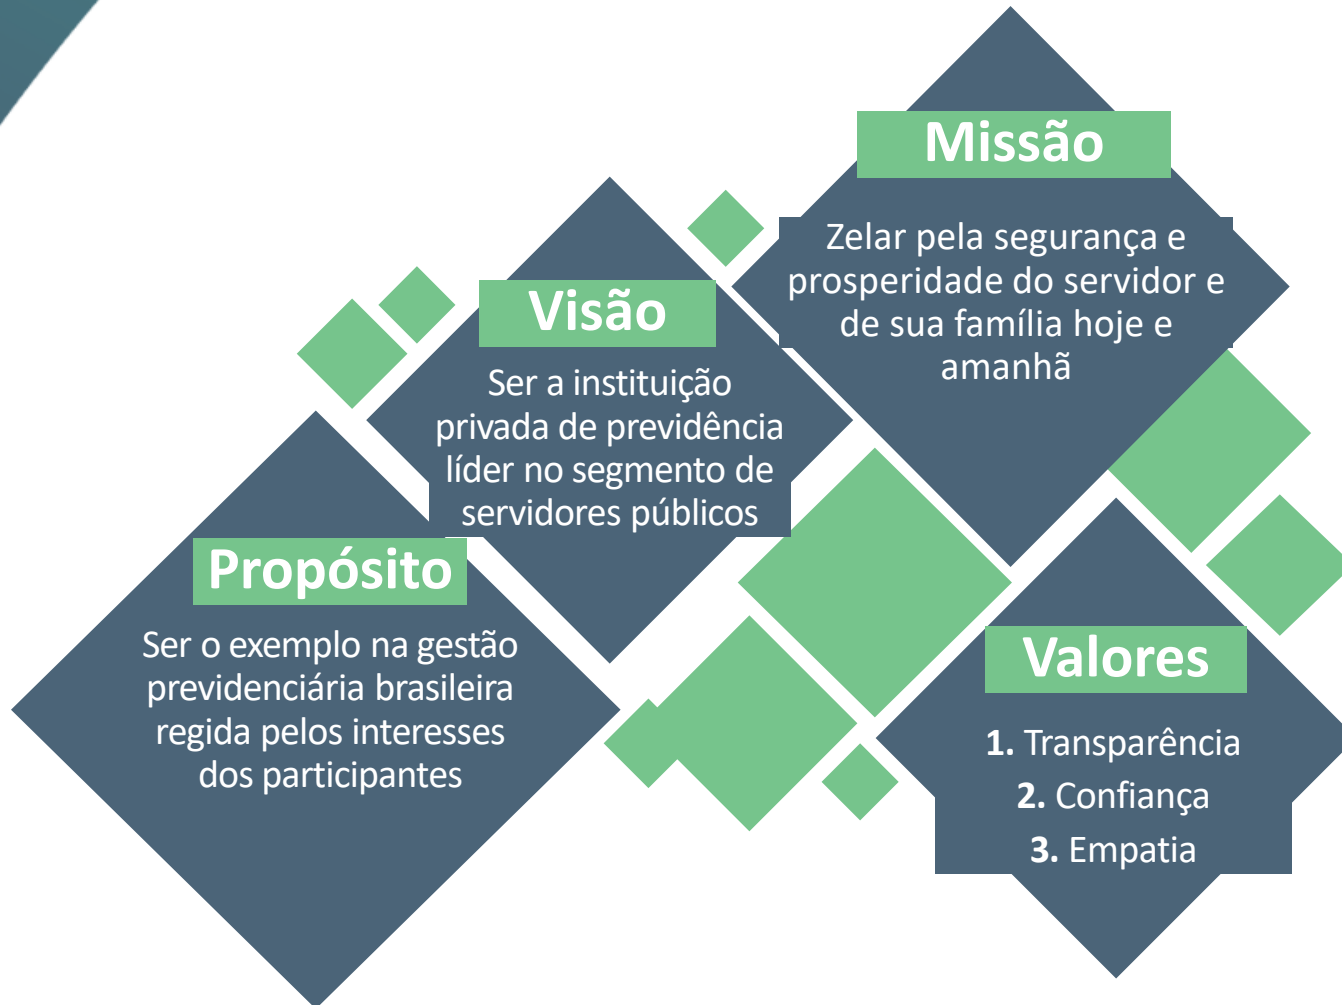 Missão
Zelar pela segurança e
prosperidade do servidor e
de sua família hoje e
amanhã
Visão
Ser a instituição
privada de previdência
líder no segmento de
servidores públicos
Propósito
Ser o exemplo na gestão
previdenciária brasileira
regida pelos interesses
dos participantes
Valores
1. Transparência
2. Confiança
3. Empatia